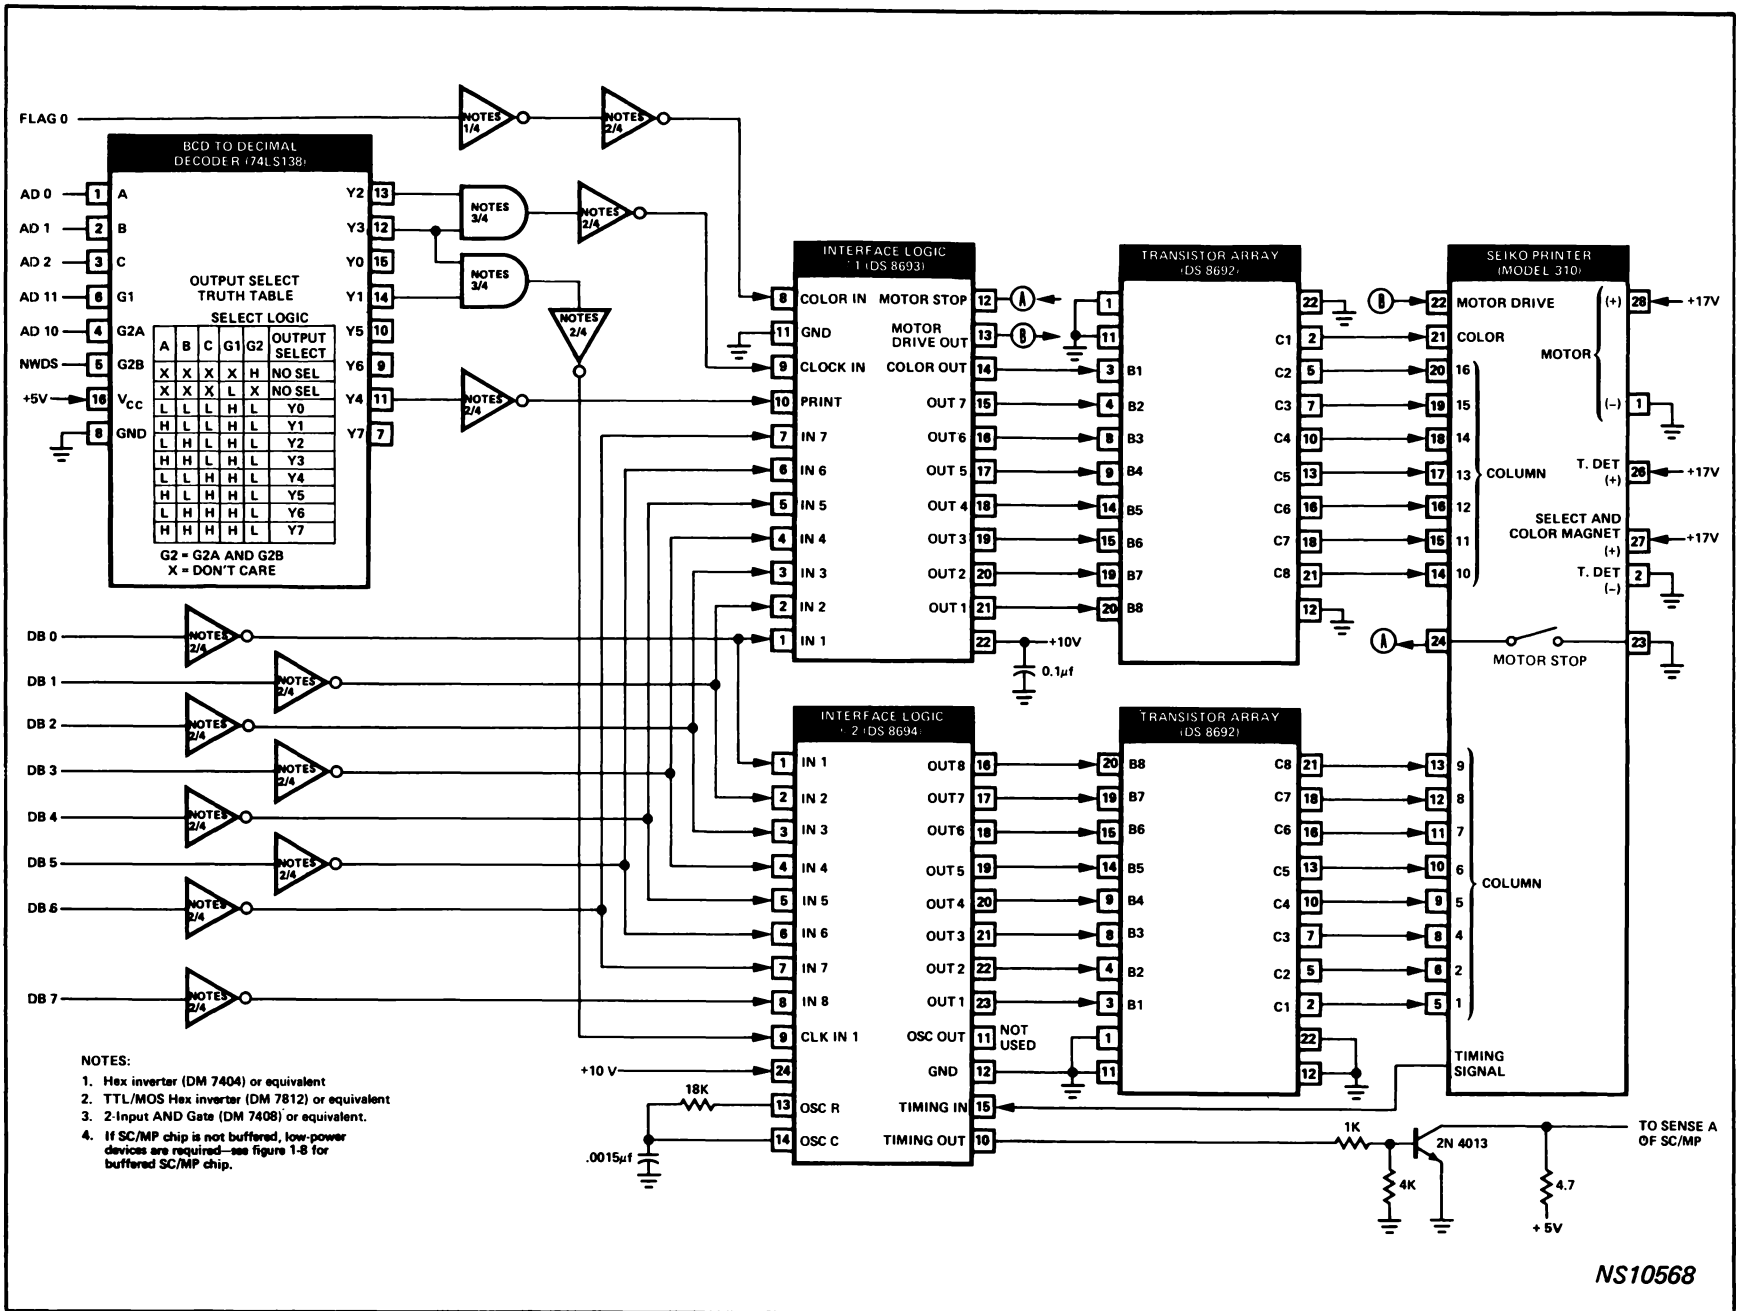 FLAG 0
NOTES 1/4
NOTES 2/4
BCD TO DECIMAL
DECODER (74LS138)
AD 0 1 A Y2 13
AD 1 2 B Y3 12
AD 2 3 C Y0 15
AD 11 6 G1 Y1 14
AD 10 4 G2A Y5 10
NWDS 5 G2B Y6 9
+5V 16 VCC Y4 11
8 GND Y7 7
OUTPUT SELECT
TRUTH TABLE
SELECT LOGIC
A B C G1 G2 OUTPUT SELECT
X X X X H NO SEL
X X X L X NO SEL
L L L H L Y0
H L L H L Y1
L H L H L Y2
H H L H L Y3
L L H H L Y4
H L H H L Y5
L H H H L Y6
H H H H L Y7
G2 = G2A AND G2B
X = DON'T CARE
NOTES 3/4
NOTES 2/4
NOTES 3/4
NOTES 2/4
NOTES 2/4
DB 0 NOTES 2/4
DB 1 NOTES 2/4
DB 2 NOTES 2/4
DB 3 NOTES 2/4
DB 4 NOTES 2/4
DB 5 NOTES 2/4
DB 6 NOTES 2/4
DB 7 NOTES 2/4
INTERFACE LOGIC
1 (DS 8693)
8 COLOR IN MOTOR STOP 12 A
11 GND MOTOR DRIVE OUT 13 B
9 CLOCK IN COLOR OUT 14
10 PRINT OUT 7 15
7 IN 7 OUT 6 16
6 IN 6 OUT 5 17
5 IN 5 OUT 4 18
4 IN 4 OUT 3 19
3 IN 3 OUT 2 20
2 IN 2 OUT 1 21
1 IN 1 22 +10V
0.1µf
TRANSISTOR ARRAY
(DS 8692)
1 22
11 C1 2
3 B1 C2 5
4 B2 C3 7
8 B3 C4 10
9 B4 C5 13
14 B5 C6 16
15 B6 C7 18
19 B7 C8 21
20 B8 12
SEIKO PRINTER
(MODEL 310)
B 22 MOTOR DRIVE (+) 28 +17V
21 COLOR
MOTOR
20 16
19 15 (-) 1
18 14
17 13 COLUMN T. DET (+) 26 +17V
16 12
15 11 SELECT AND COLOR MAGNET (+) 27 +17V
14 10 T. DET (-) 2
A 24 23
MOTOR STOP
INTERFACE LOGIC
2 (DS 8694)
1 IN 1 OUT8 16
2 IN 2 OUT7 17
3 IN 3 OUT6 18
4 IN 4 OUT 5 19
5 IN 5 OUT 4 20
6 IN 6 OUT 3 21
7 IN 7 OUT 2 22
8 IN 8 OUT 1 23
9 CLK IN 1 OSC OUT 11 NOT USED
+10 V 24 GND 12
18K 13 OSC R TIMING IN 15
14 OSC C TIMING OUT 10
.0015µf
TRANSISTOR ARRAY
(DS 8692)
20 B8 C8 21
19 B7 C7 18
15 B6 C6 16
14 B5 C5 13
9 B4 C4 10
8 B3 C3 7
4 B2 C2 5
3 B1 C1 2
1 22
11 12
13 9
12 8
11 7
10 6
COLUMN
9 5
8 4
6 2
5 1
TIMING
SIGNAL
1K
4K
2N 4013
4.7
+ 5V
TO SENSE A
OF SC/MP
NOTES:
1. Hex inverter (DM 7404) or equivalent
2. TTL/MOS Hex inverter (DM 7812) or equivalent
3. 2-Input AND Gate (DM 7408) or equivalent.
4. If SC/MP chip is not buffered, low-power
devices are required—see figure 1-8 for
buffered SC/MP chip.
NS10568